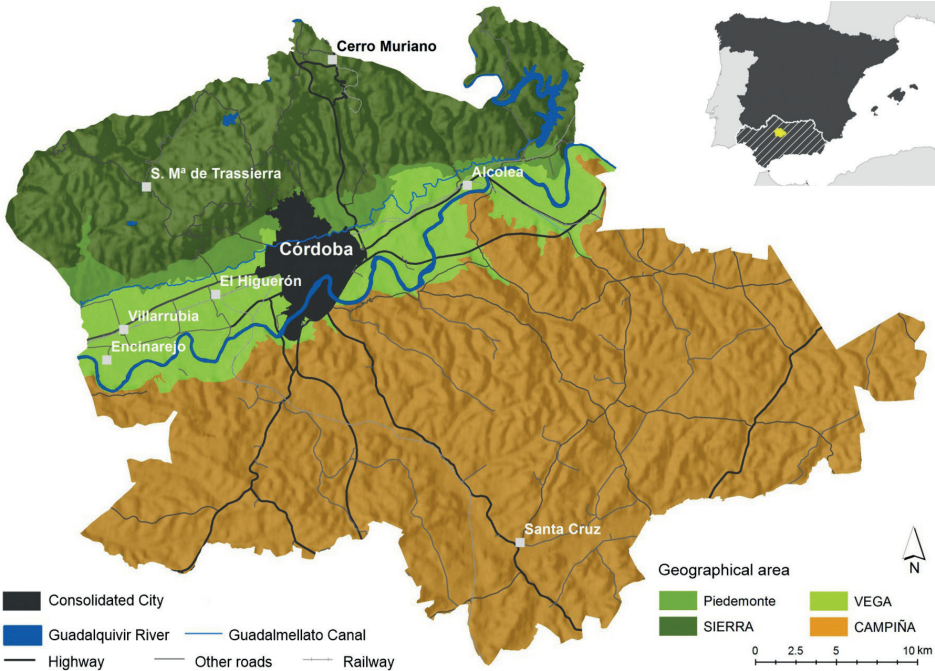 Cerro Muriano
S. Mª de Trassierra
Alcolea
Córdoba
El Higuerón
Villarrubia
Encinarejo
Santa Cruz
N
Consolidated City
Guadalquivir River
Guadalmellato Canal
Highway
Other roads
Railway
Geographical area
Piedemonte
VEGA
SIERRA
CAMPIÑA
0 2.5 5 10 km